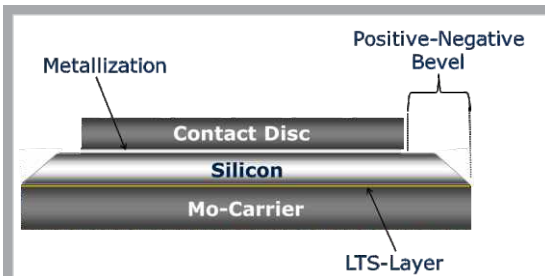 Positive-Negative
Bevel
Metallization
Contact Disc
Silicon
Mo-Carrier
LTS-Layer